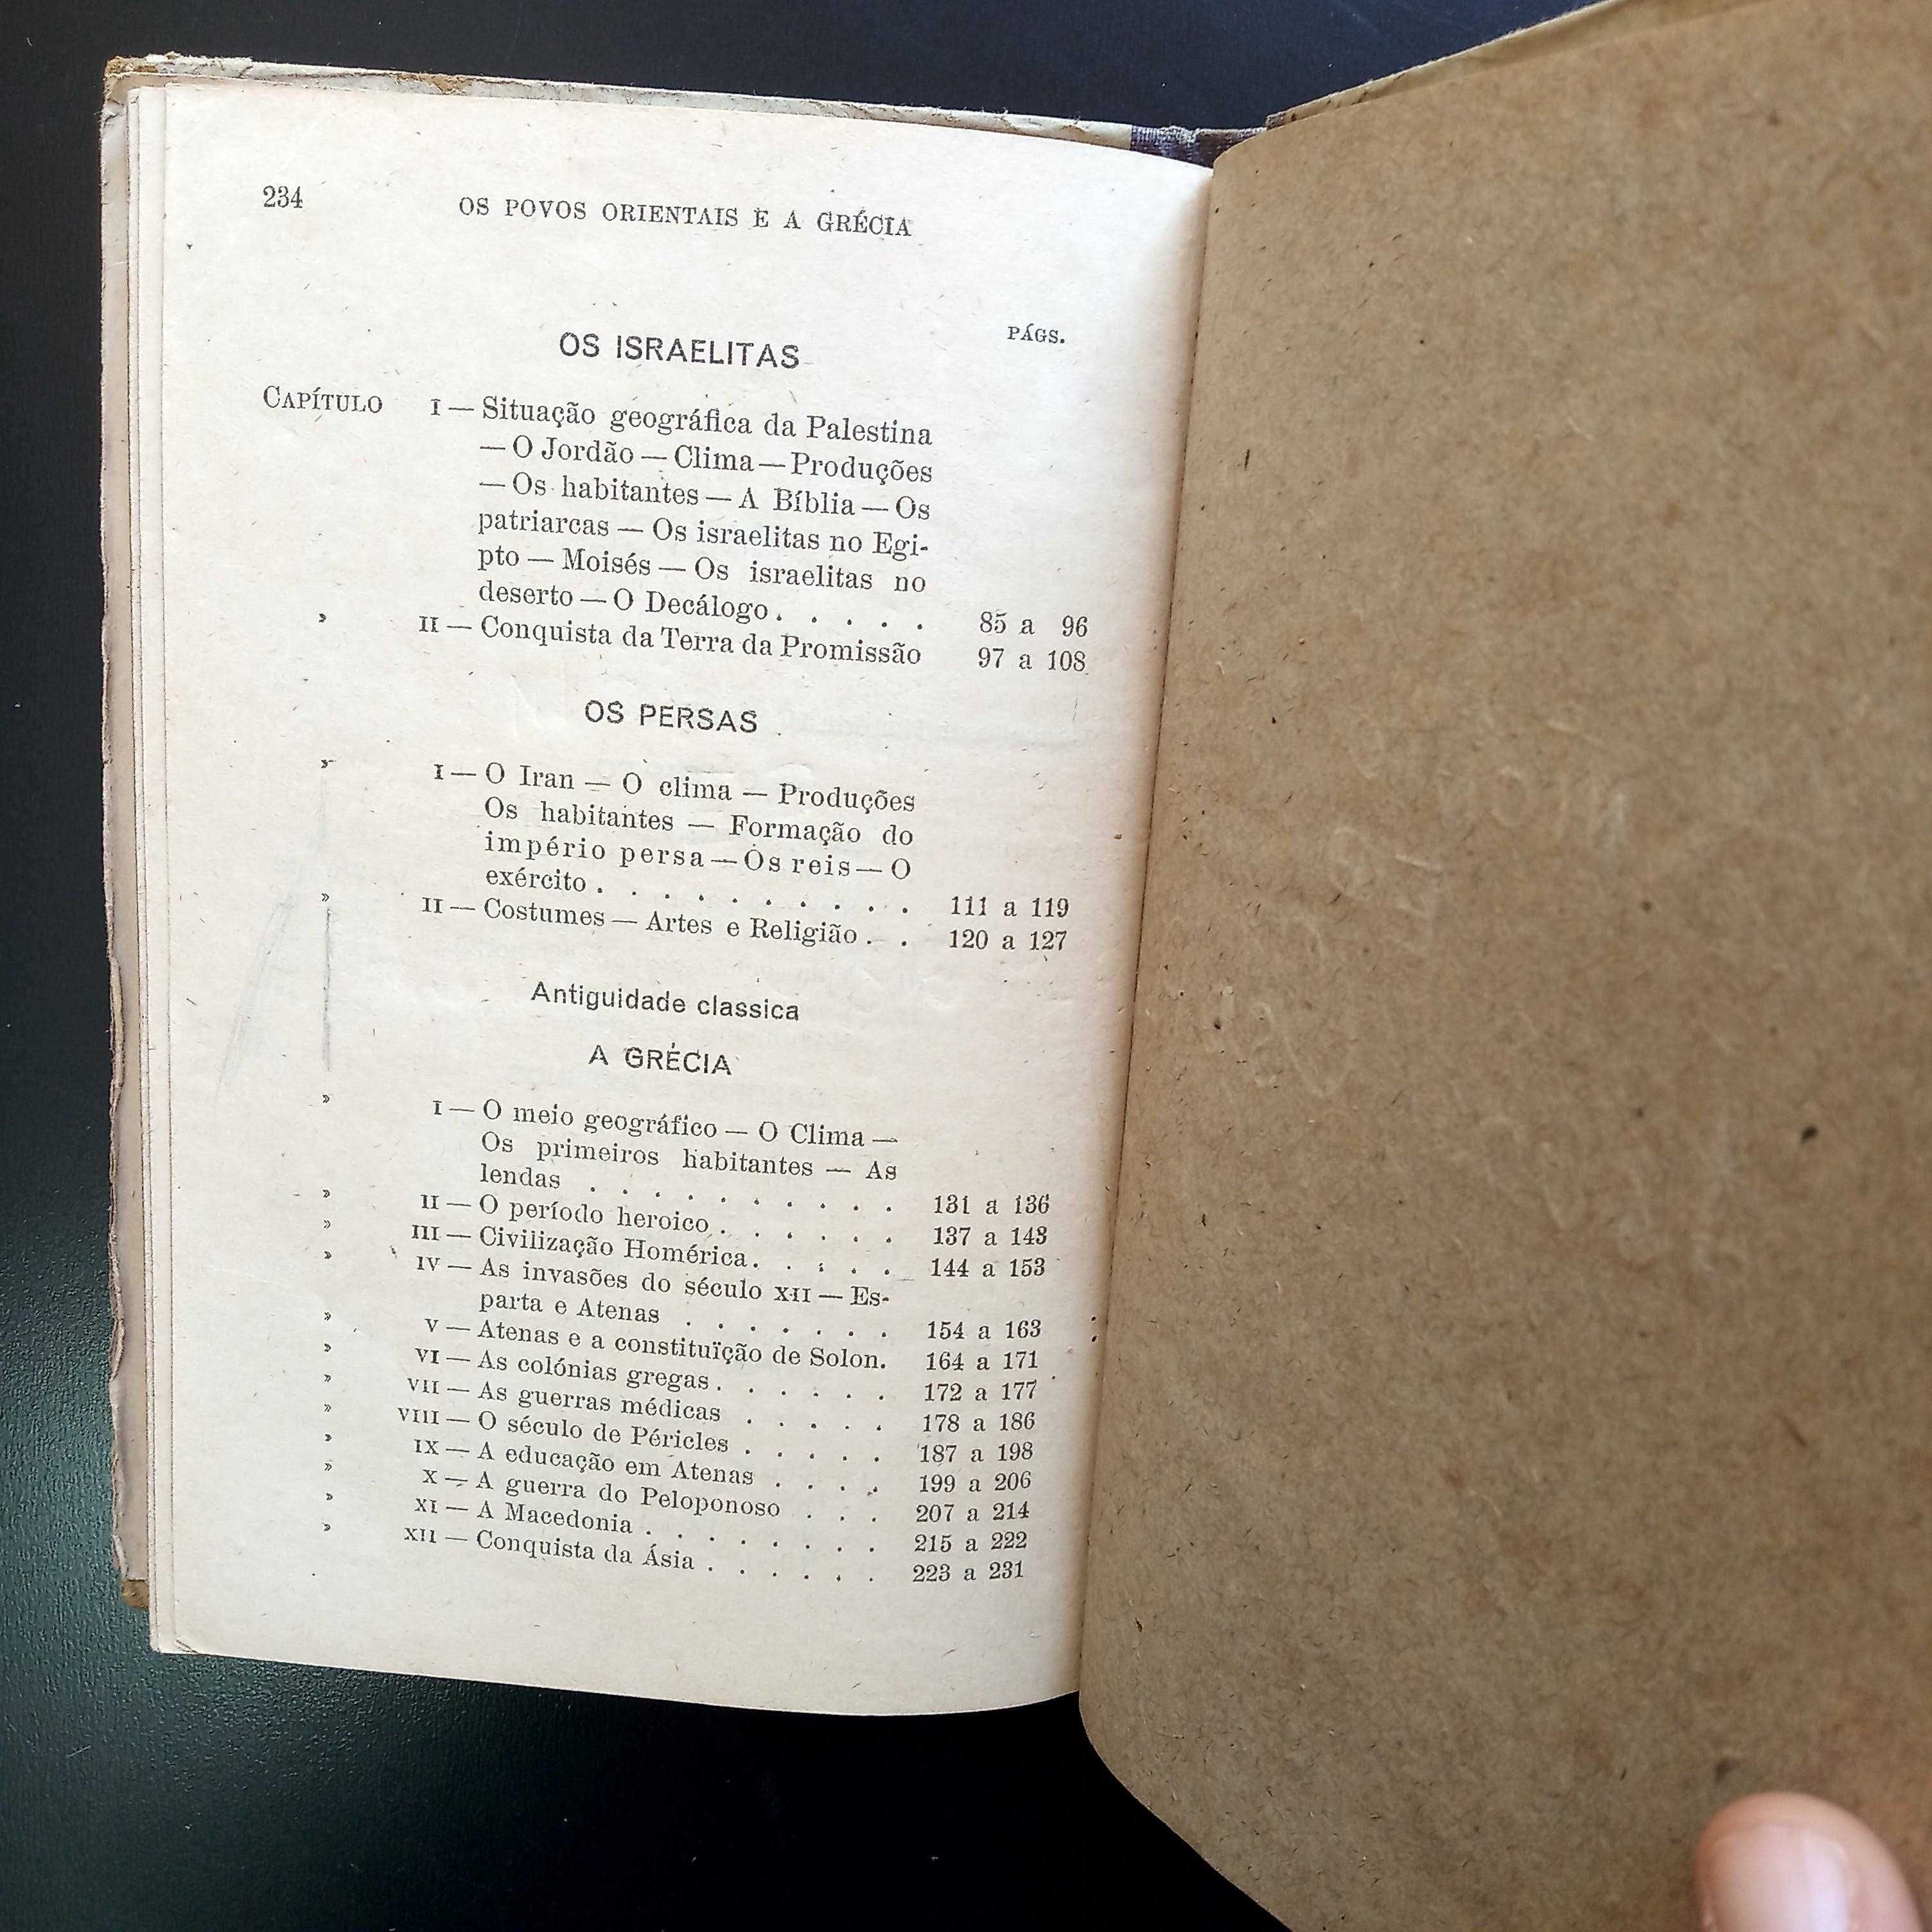 234 OS POVOS ORIENTAIS E A GRÉCIA
PÁGS.
OS ISRAELITAS
CAPÍTULO I — Situação geográfica da Palestina
— O Jordão — Clima — Produções
— Os habitantes — A Bíblia — Os
patriarcas — Os israelitas no Egi-
pto — Moisés — Os israelitas no
deserto — O Decálogo . . . . . 85 a 96
» II — Conquista da Terra da Promissão 97 a 108
OS PERSAS
» I — O Iran — O clima — Produções
Os habitantes — Formação do
império persa — Os reis — O
exército . . . . . . . . . . 111 a 119
» II — Costumes — Artes e Religião . . 120 a 127
Antiguidade classica
A GRÉCIA
» I — O meio geográfico — O Clima —
Os primeiros habitantes — As
lendas . . . . . . . . . . 131 a 136
» II — O período heroico . . . . . . 137 a 143
» III — Civilização Homérica . . . . . 144 a 153
» IV — As invasões do século XII — Es-
parta e Atenas . . . . . . . 154 a 163
» V — Atenas e a constituïção de Solon. 164 a 171
» VI — As colónias gregas . . . . . . 172 a 177
» VII — As guerras médicas . . . . . 178 a 186
» VIII — O século de Péricles . . . . . 187 a 198
» IX — A educação em Atenas . . . . 199 a 206
» X — A guerra do Peloponoso . . . 207 a 214
» XI — A Macedonia . . . . . . . . 215 a 222
» XII — Conquista da Ásia . . . . . . 223 a 231